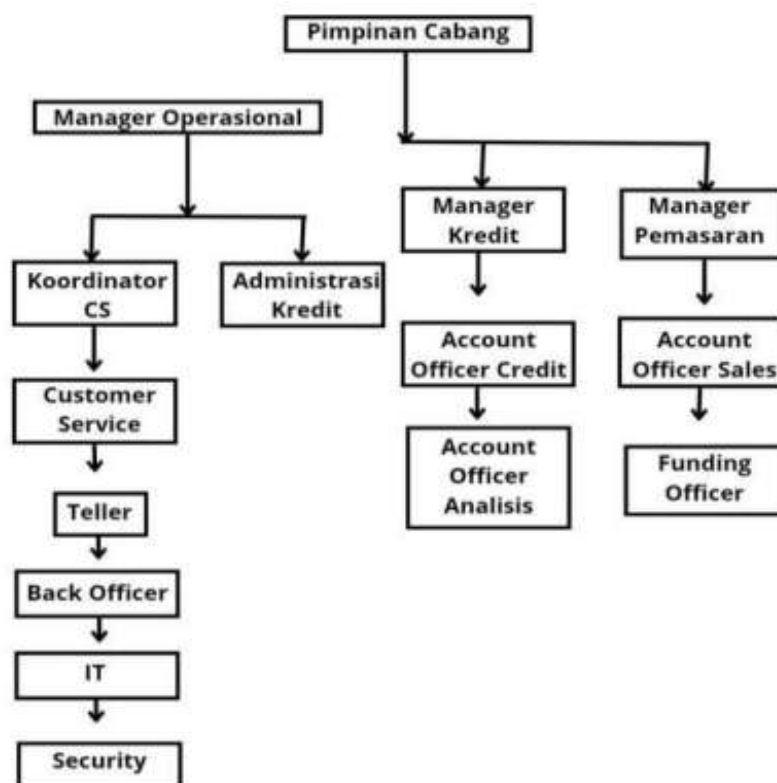 Pimpinan Cabang
Manager Operasional
Manager
Kredit
Manager
Pemasaran
Koordinator
CS
Administrasi
Kredit
Account
Officer Credit
Account
Officer Sales
Customer
Service
Account
Officer
Analisis
Funding
Officer
Teller
Back Officer
IT
Security